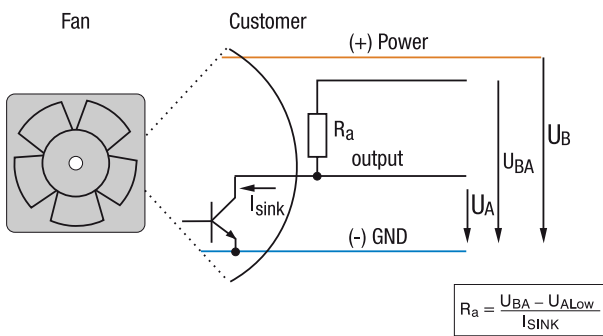 Fan
Customer
(+) Power
Ra
output
Isink
UA
UBA
UB
(-) GND
Ra = UBA – UALow
ISINK